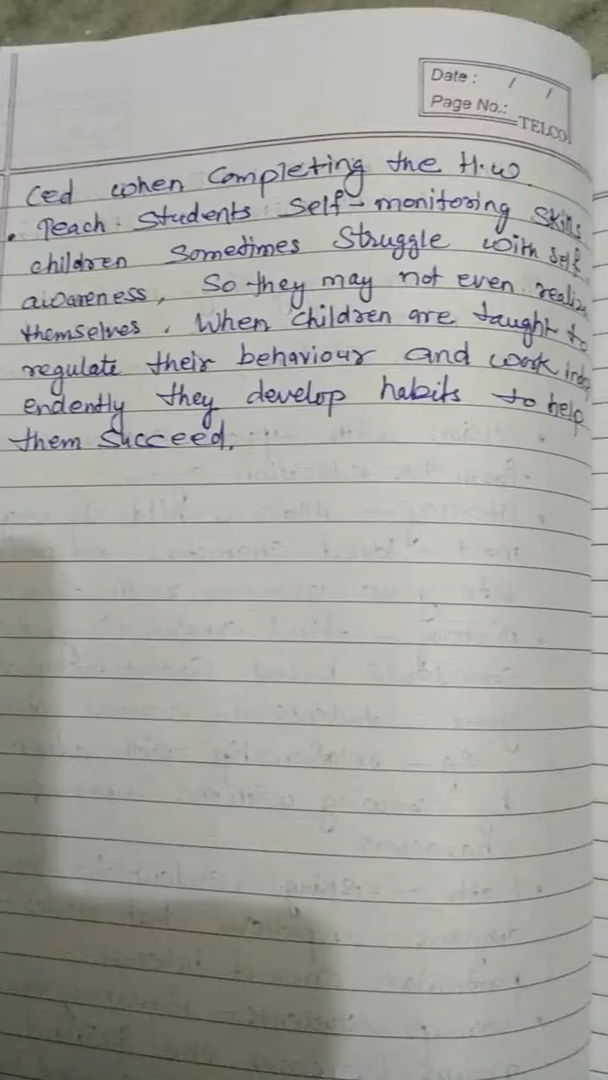 Date : / /
Page No.:
TELCO
ced when completing the H.W.
• Teach Students Self-monitoring skills
children Sometimes Struggle with self
awareness, So they may not even realize
themselves. When children are taught to
regulate their behaviour and work indep
endently they develop habits to help
them succeed.